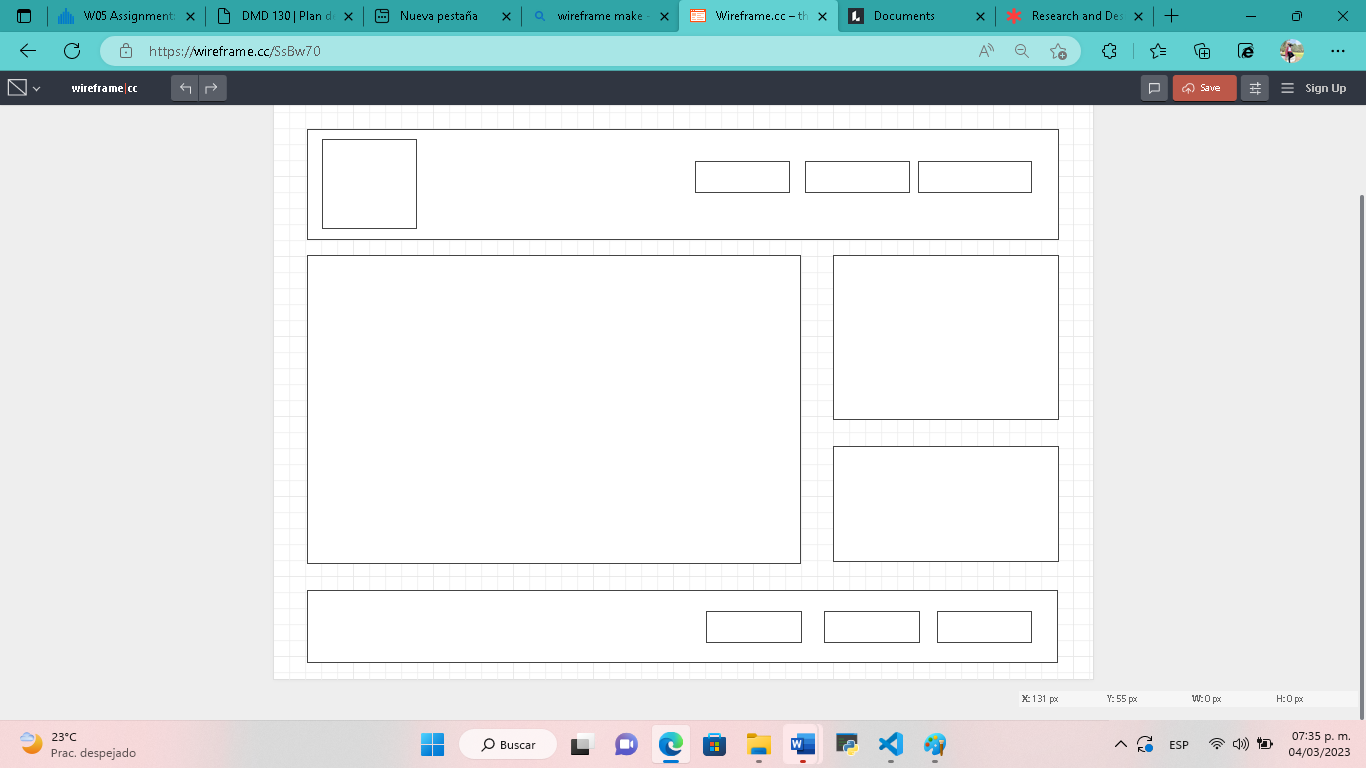 W05 Assignment:
DMD 130 | Plan d
Nueva pestaña
wireframe make -
Wireframe.cc – th
Documents
Research and Des
https://wireframe.cc/SsBw70
wireframe|cc
Save
Sign Up
X: 131 px Y: 55 px W: 0 px H: 0 px
23°C
Prac. despejado
Buscar
ESP
07:35 p. m.
04/03/2023